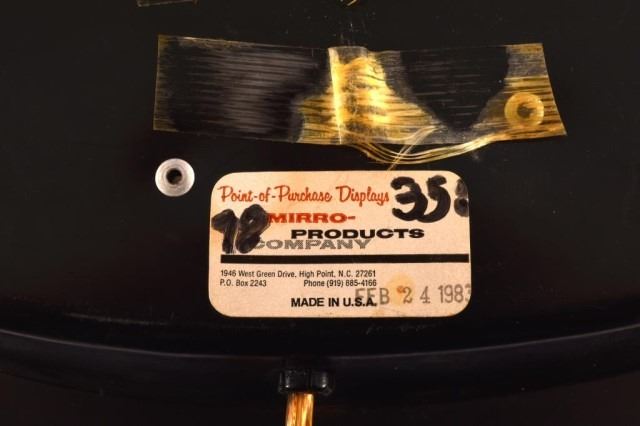 Point-of-Purchase Displays
358
18
MIRRO-
PRODUCTS
COMPANY
1946 West Green Drive, High Point, N.C. 27261
P.O. Box 2243 Phone (919) 885-4166
MADE IN U.S.A.
FEB 24 1983